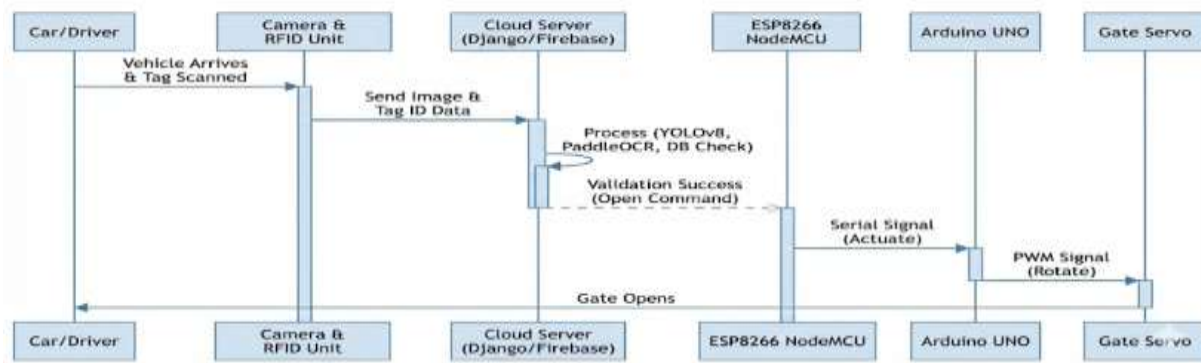 Car/Driver
Camera &
RFID Unit
Cloud Server
(Django/Firebase)
ESP8266
NodeMCU
Arduino UNO
Gate Servo
Vehicle Arrives
& Tag Scanned
Send Image &
Tag ID Data
Process (YOLOv8,
PaddleOCR, DB Check)
Validation Success
(Open Command)
Serial Signal
(Actuate)
PWM Signal
(Rotate)
Gate Opens
Car/Driver
Camera &
RFID Unit
Cloud Server
(Django/Firebase)
ESP8266 NodeMCU
Arduino UNO
Gate Servo